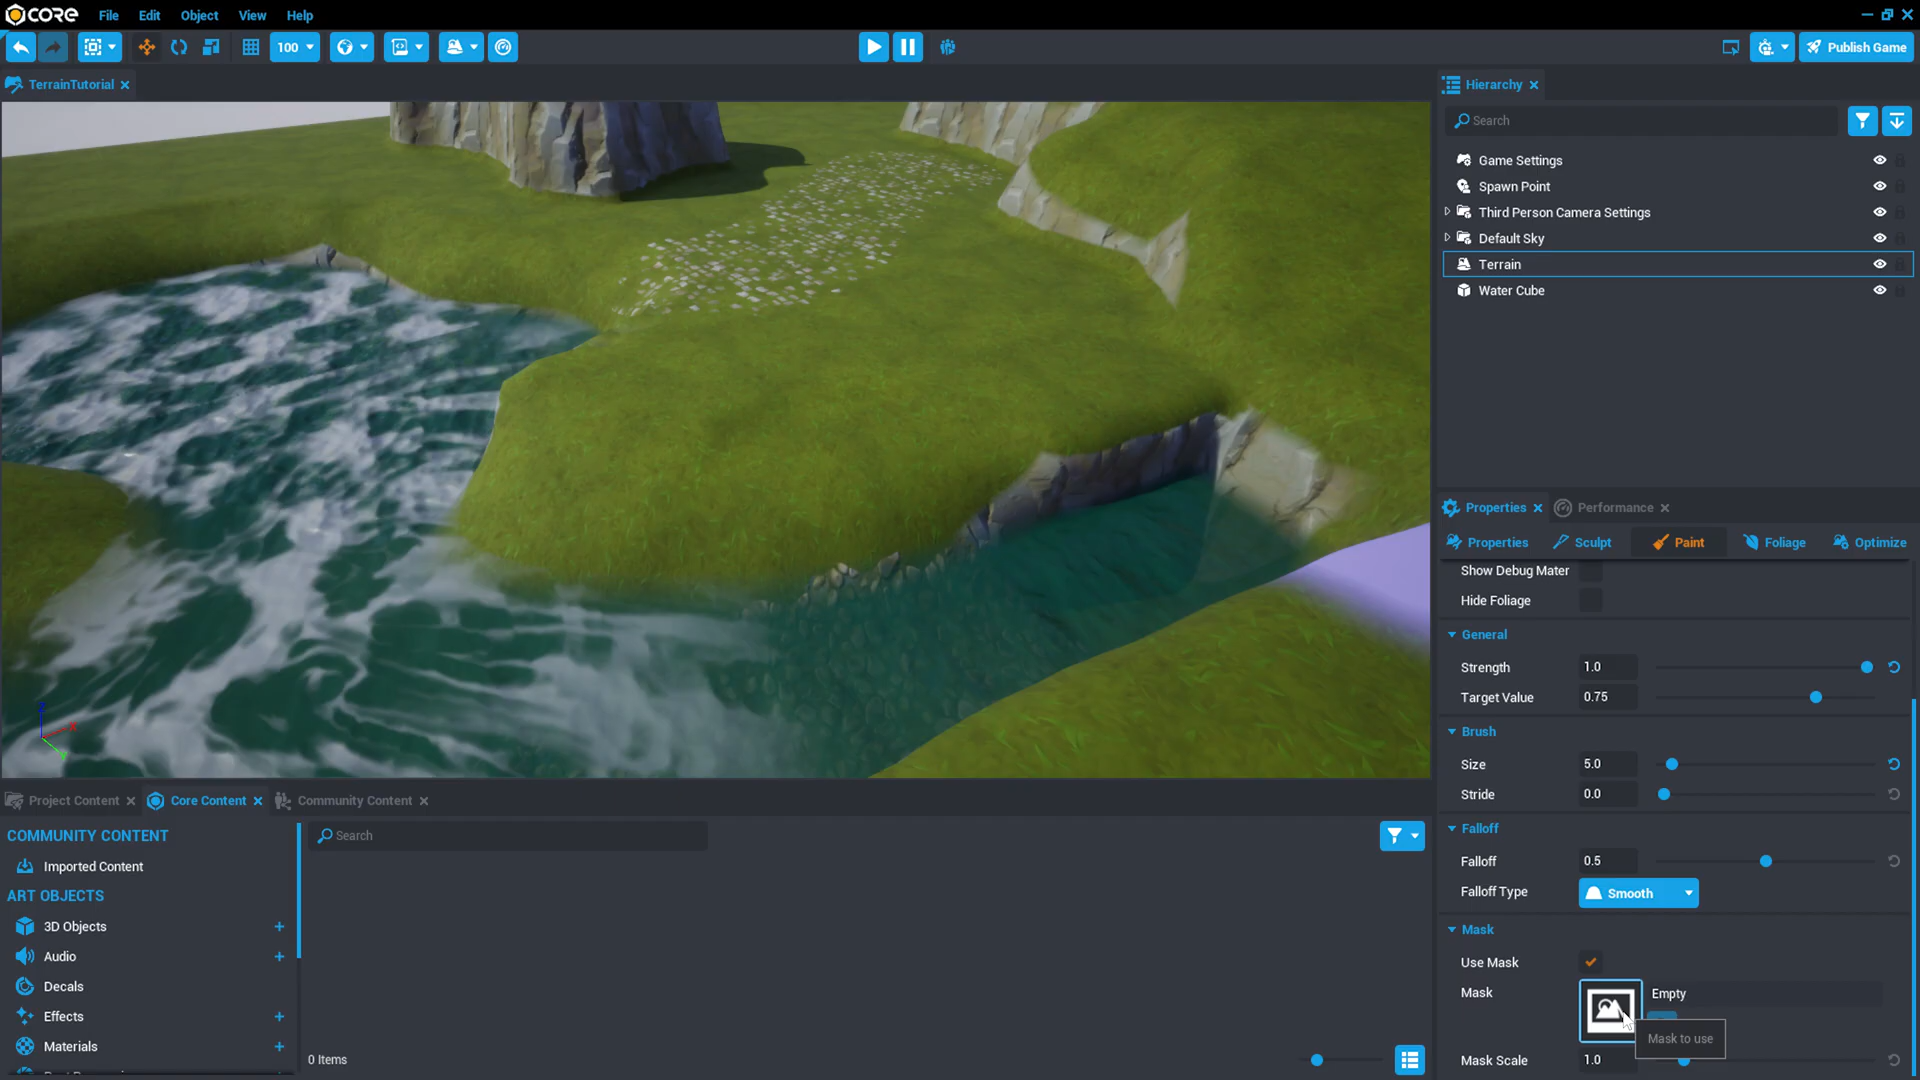 CORE
File Edit Object View Help
100
Publish Game
TerrainTutorial
Hierarchy
Search
Game Settings
Spawn Point
Third Person Camera Settings
Default Sky
Terrain
Water Cube
Properties Performance
Properties Sculpt Paint Foliage Optimize
Show Debug Mater
Hide Foliage
General
Strength 1.0
Target Value 0.75
Brush
Size 5.0
Stride 0.0
Falloff
Falloff 0.5
Falloff Type Smooth
Mask
Use Mask
Mask Empty
Mask to use
Mask Scale 1.0
Z
X
Y
Project Content Core Content Community Content
COMMUNITY CONTENT
Search
Imported Content
ART OBJECTS
3D Objects
Audio
Decals
Effects
Materials
0 Items